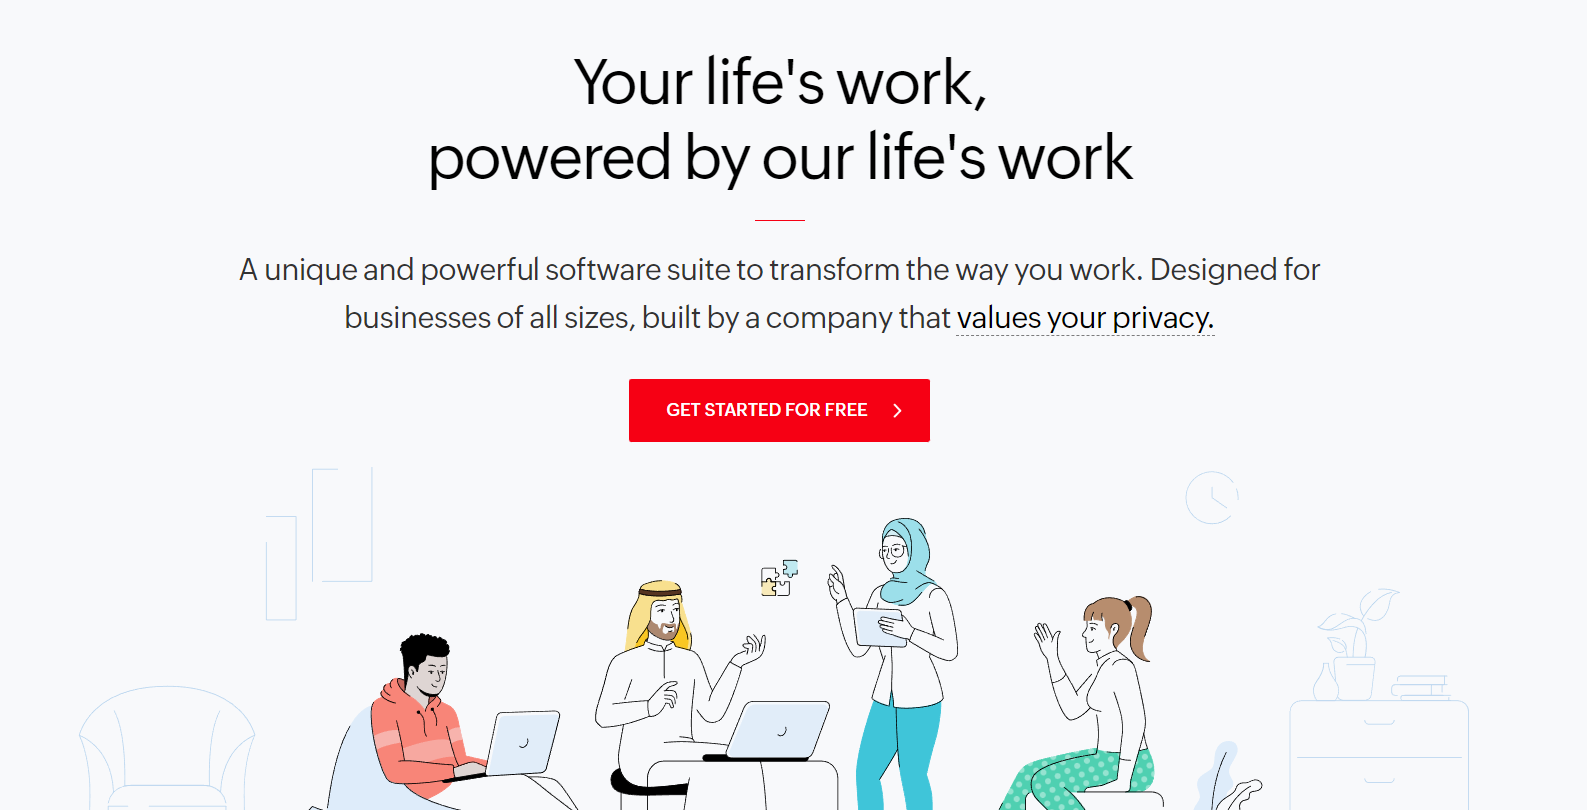 Your life's work,
powered by our life's work
A unique and powerful software suite to transform the way you work. Designed for
businesses of all sizes, built by a company that values your privacy.
GET STARTED FOR FREE